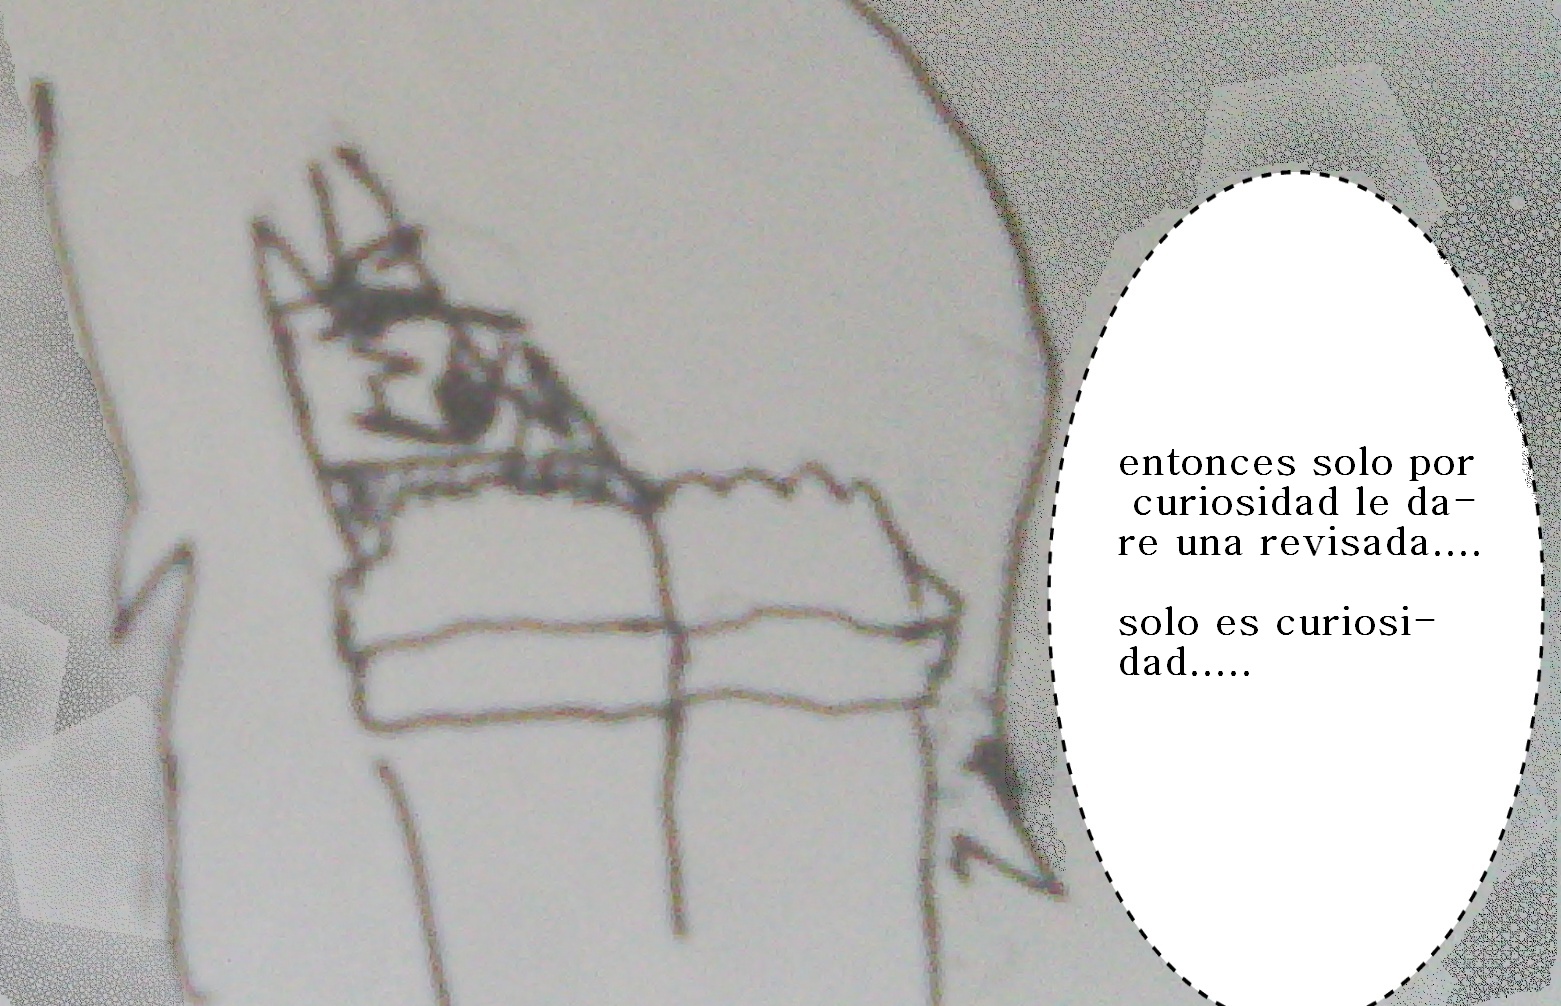 entonces solo por
curiosidad le da-
re una revisada....
solo es curiosi-
dad.....